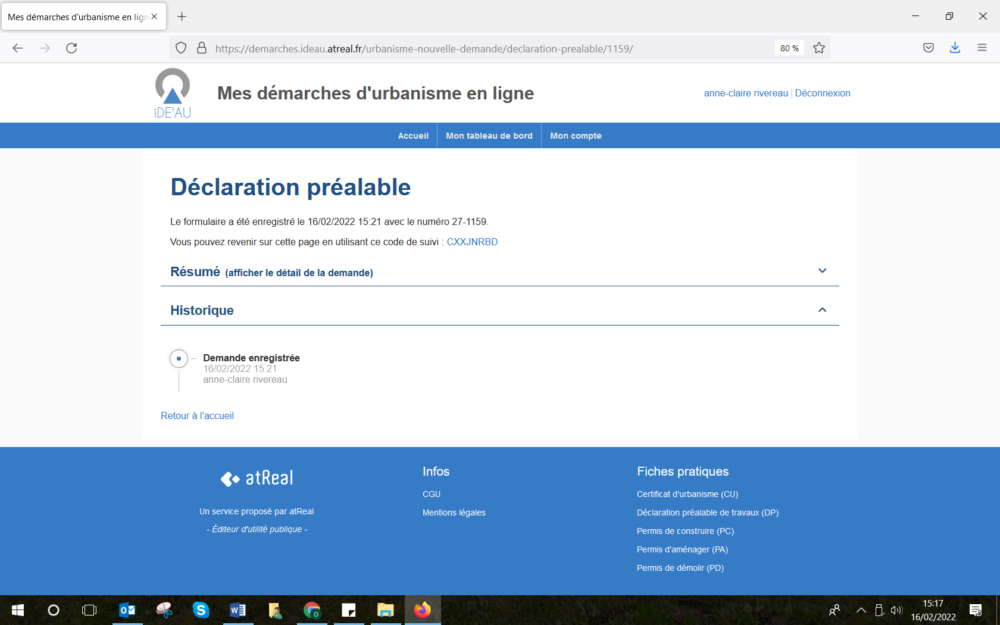 Mes démarches d'urbanisme en lign
https://demarches.ideau.atreal.fr/urbanisme-nouvelle-demande/declaration-prealable/1159/
80 %
iDE'AU
Mes démarches d'urbanisme en ligne
anne-claire rivereau | Déconnexion
Accueil
Mon tableau de bord
Mon compte
Déclaration préalable
Le formulaire a été enregistré le 16/02/2022 15:21 avec le numéro 27-1159.
Vous pouvez revenir sur cette page en utilisant ce code de suivi : CXXJNRBD
Résumé (afficher le détail de la demande)
Historique
Demande enregistrée
16/02/2022 15:21
anne-claire rivereau
Retour à l'accueil
atReal
Un service proposé par atReal
- Éditeur d'utilité publique -
Infos
CGU
Mentions légales
Fiches pratiques
Certificat d'urbanisme (CU)
Déclaration préalable de travaux (DP)
Permis de construire (PC)
Permis d'aménager (PA)
Permis de démolir (PD)
15:17
16/02/2022